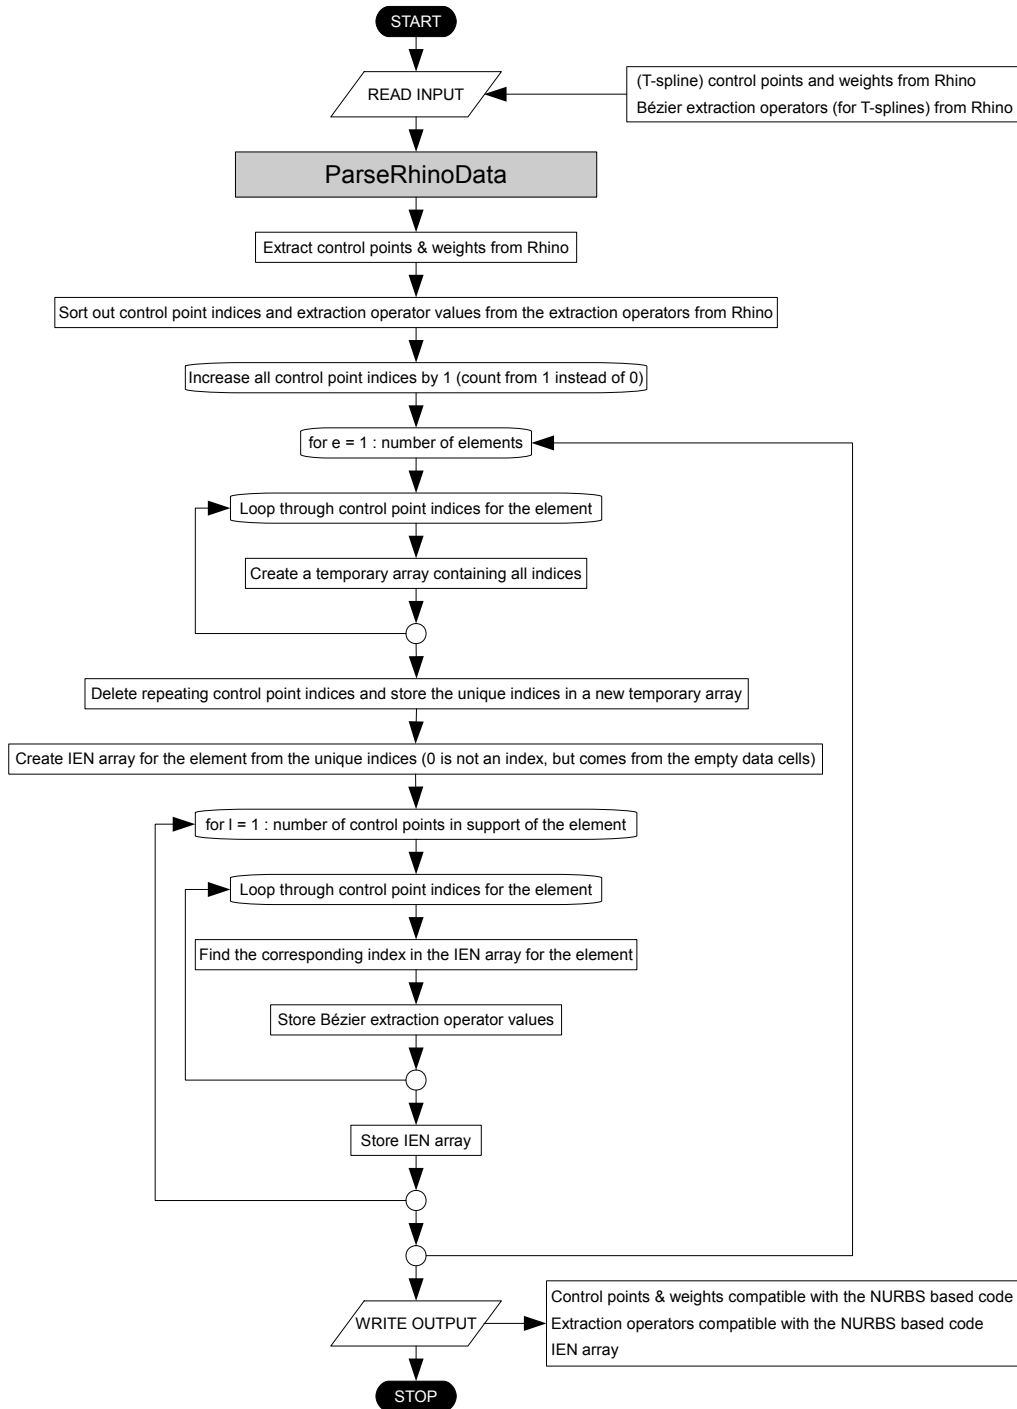 START
READ INPUT
(T-spline) control points and weights from Rhino
Bézier extraction operators (for T-splines) from Rhino
ParseRhinoData
Extract control points & weights from Rhino
Sort out control point indices and extraction operator values from the extraction operators from Rhino
Increase all control point indices by 1 (count from 1 instead of 0)
for e = 1 : number of elements
Loop through control point indices for the element
Create a temporary array containing all indices
Delete repeating control point indices and store the unique indices in a new temporary array
Create IEN array for the element from the unique indices (0 is not an index, but comes from the empty data cells)
for l = 1 : number of control points in support of the element
Loop through control point indices for the element
Find the corresponding index in the IEN array for the element
Store Bézier extraction operator values
Store IEN array
WRITE OUTPUT
Control points & weights compatible with the NURBS based code
Extraction operators compatible with the NURBS based code
IEN array
STOP